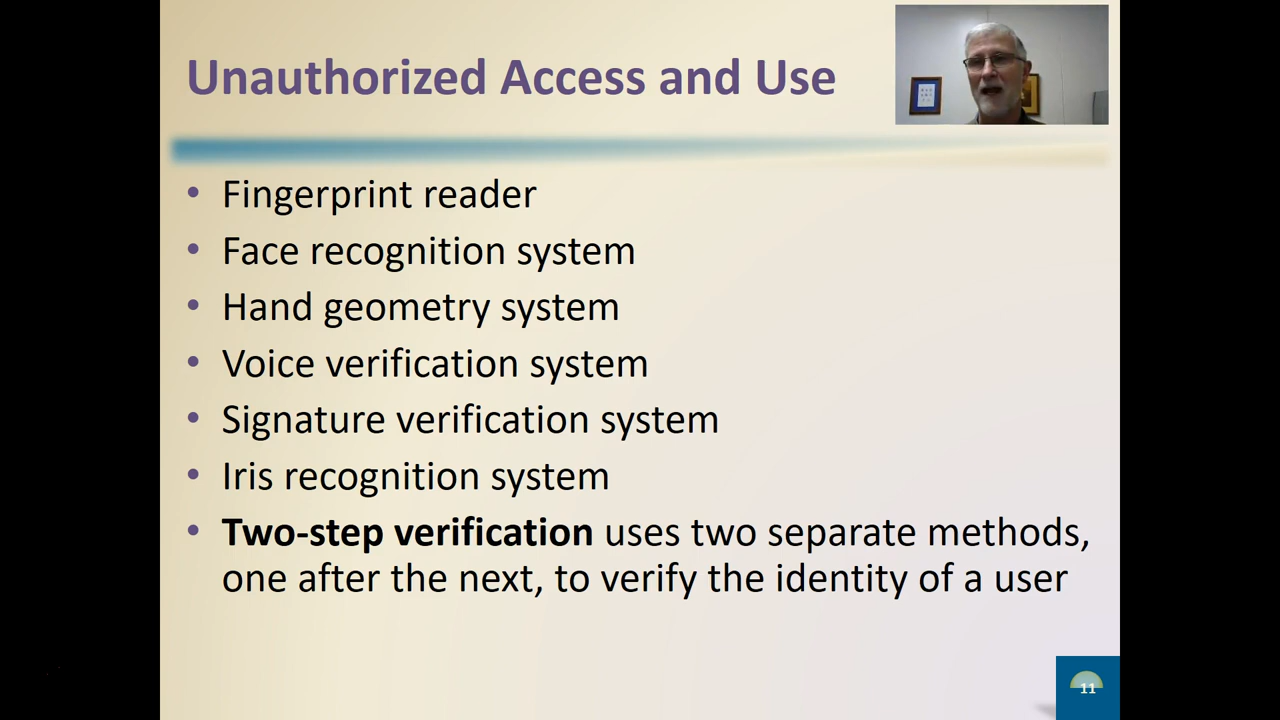 Unauthorized Access and Use
• Fingerprint reader
• Face recognition system
• Hand geometry system
• Voice verification system
• Signature verification system
• Iris recognition system
• Two-step verification uses two separate methods,
one after the next, to verify the identity of a user
11